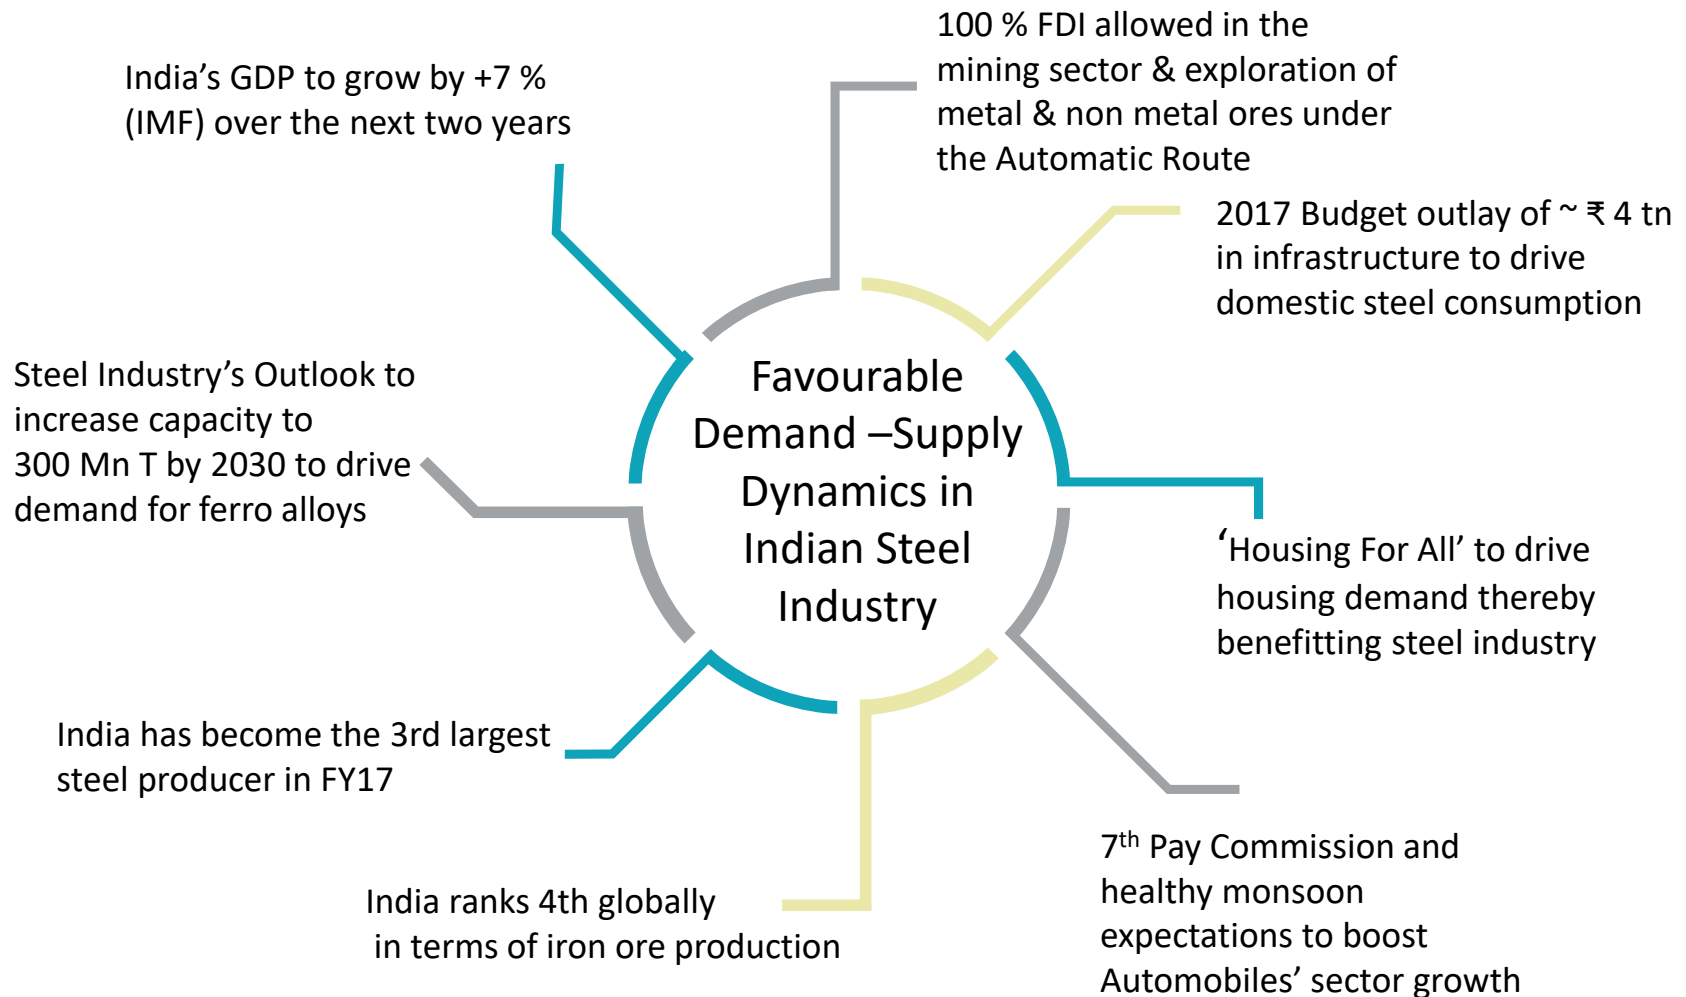 100 % FDI allowed in the
mining sector & exploration of
metal & non metal ores under
the Automatic Route
India’s GDP to grow by +7 %
(IMF) over the next two years
2017 Budget outlay of ~ ₹ 4 tn
in infrastructure to drive
domestic steel consumption
Favourable
Demand –Supply
Dynamics in
Indian Steel
Industry
Steel Industry’s Outlook to
increase capacity to
300 Mn T by 2030 to drive
demand for ferro alloys
‘Housing For All’ to drive
housing demand thereby
benefitting steel industry
India has become the 3rd largest
steel producer in FY17
7th Pay Commission and
healthy monsoon
expectations to boost
Automobiles’ sector growth
India ranks 4th globally
in terms of iron ore production